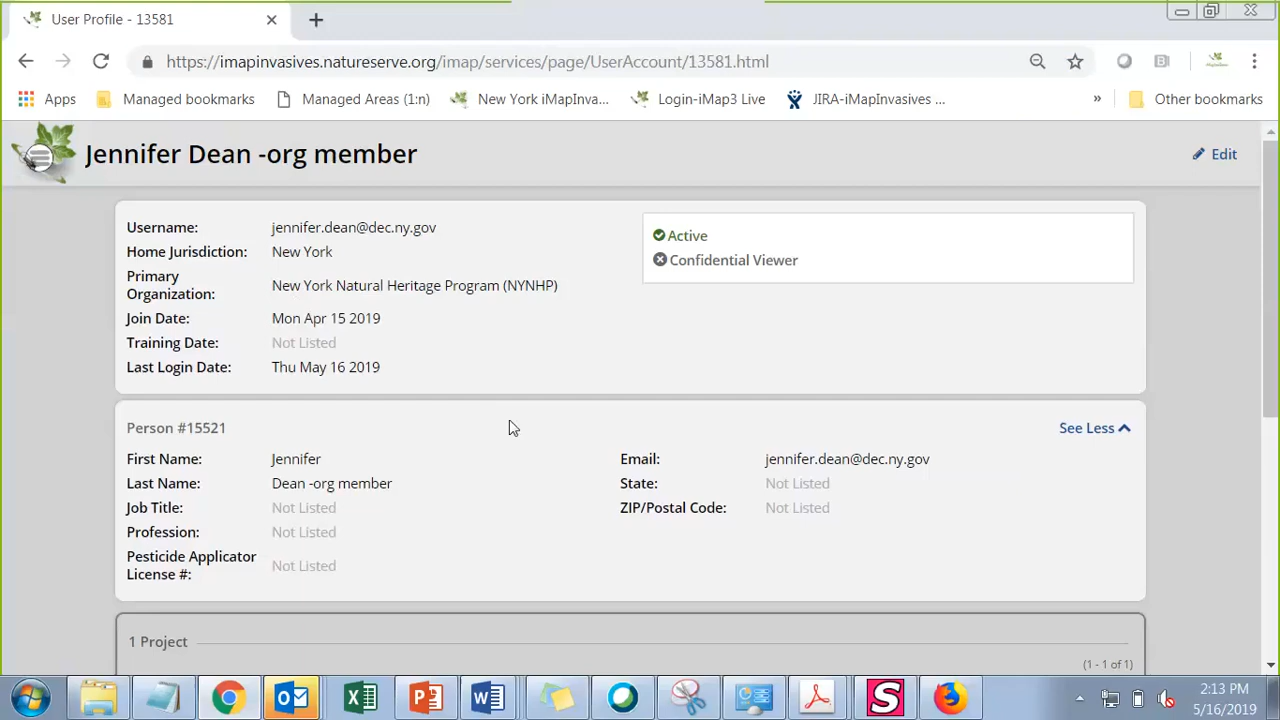 User Profile - 13581
https://imapinvasives.natureserve.org/imap/services/page/UserAccount/13581.html
Apps Managed bookmarks Managed Areas (1:n) New York iMapInva... Login-iMap3 Live JIRA-iMapInvasives ... » Other bookmarks
Jennifer Dean -org member
Edit
Username: jennifer.dean@dec.ny.gov
Home Jurisdiction: New York
Primary
Organization: New York Natural Heritage Program (NYNHP)
Join Date: Mon Apr 15 2019
Training Date: Not Listed
Last Login Date: Thu May 16 2019
Active
Confidential Viewer
Person #15521
See Less
First Name: Jennifer
Last Name: Dean -org member
Job Title: Not Listed
Profession: Not Listed
Pesticide Applicator
License #: Not Listed
Email: jennifer.dean@dec.ny.gov
State: Not Listed
ZIP/Postal Code: Not Listed
1 Project
(1 - 1 of 1)
2:13 PM
5/16/2019